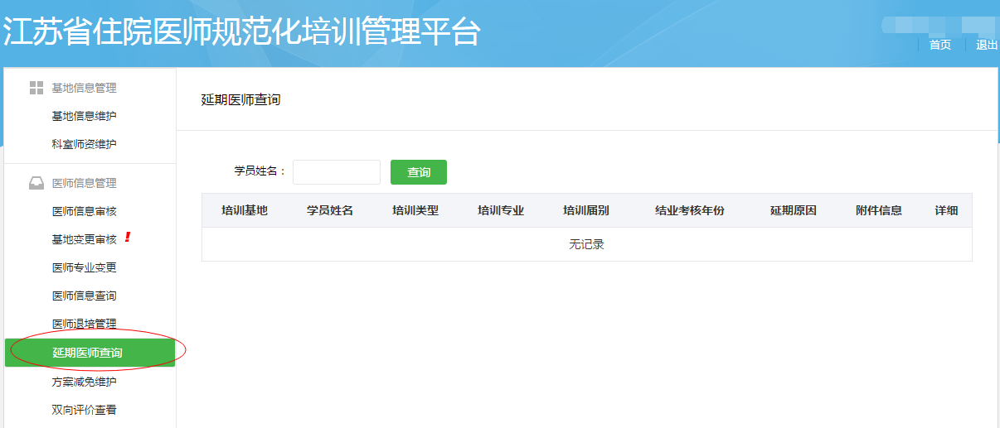 江苏省住院医师规范化培训管理平台
首页 退出
基地信息管理
基地信息维护
科室师资维护
医师信息管理
医师信息审核
基地变更审核 !
医师专业变更
医师信息查询
医师退培管理
延期医师查询
方案减免维护
双向评价查看
延期医师查询
学员姓名： 查询
培训基地 学员姓名 培训类型 培训专业 培训届别 结业考核年份 延期原因 附件信息 详细
无记录